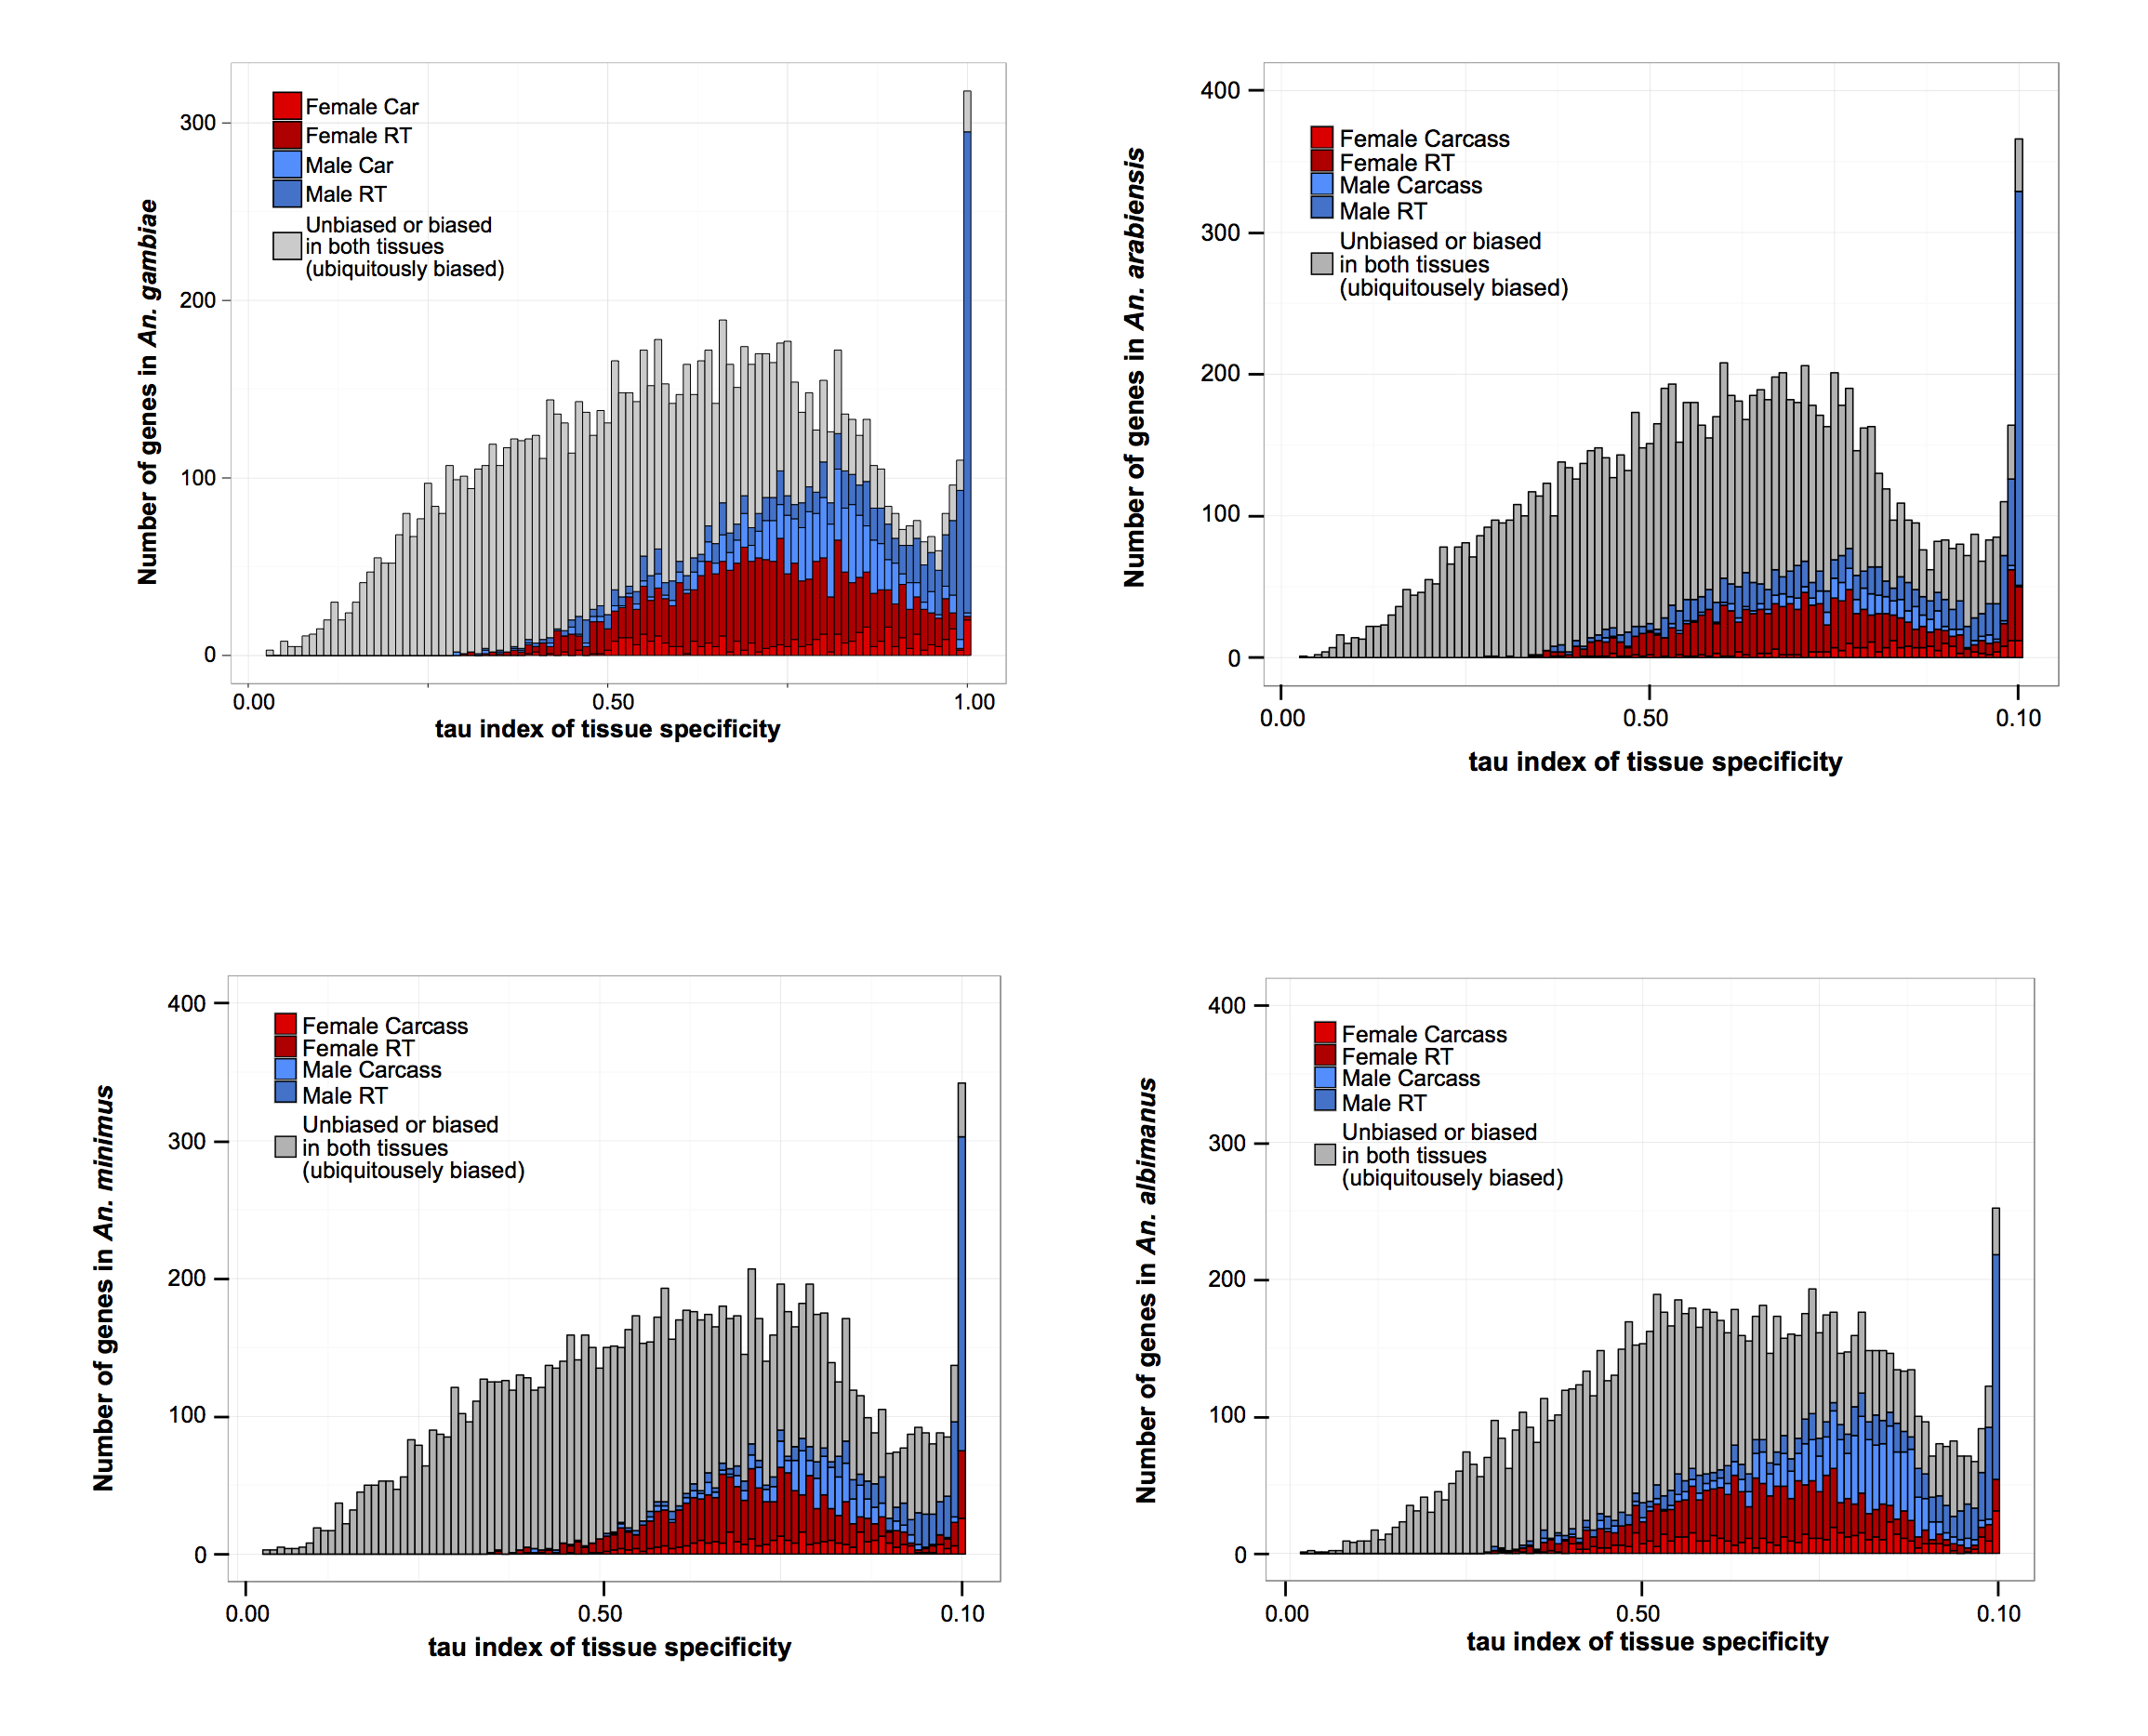 Number of genes in An. gambiae
300
200
100
0
Female Car
Female RT
Male Car
Male RT
Unbiased or biased
in both tissues
(ubiquitously biased)
0.00
0.50
1.00
tau index of tissue specificity
Number of genes in An. arabiensis
400
300
200
100
0
Female Carcass
Female RT
Male Carcass
Male RT
Unbiased or biased
in both tissues
(ubiquitousely biased)
0.00
0.50
0.10
tau index of tissue specificity
Number of genes in An. minimus
400
300
200
100
0
Female Carcass
Female RT
Male Carcass
Male RT
Unbiased or biased
in both tissues
(ubiquitousely biased)
0.00
0.50
0.10
tau index of tissue specificity
Number of genes in An. albimanus
400
300
200
100
0
Female Carcass
Female RT
Male Carcass
Male RT
Unbiased or biased
in both tissues
(ubiquitousely biased)
0.00
0.50
0.10
tau index of tissue specificity